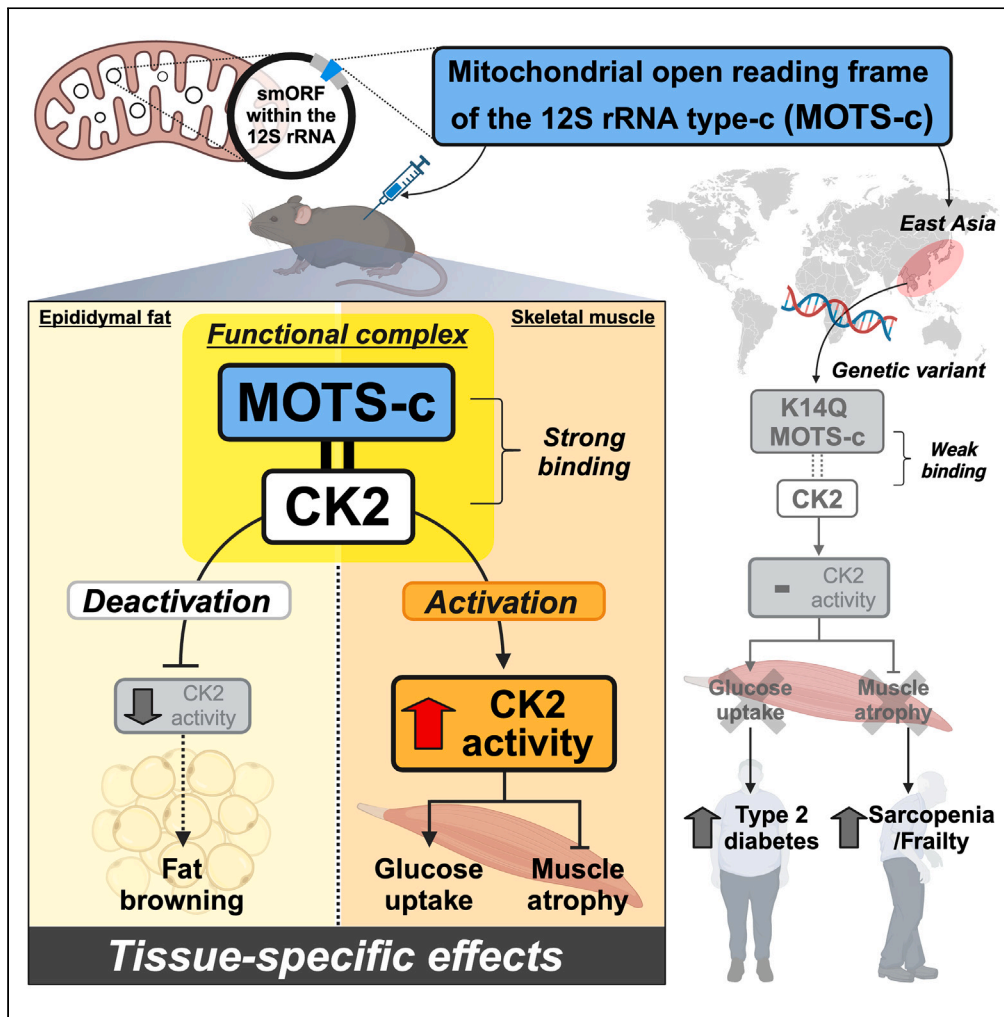 smORF
within the
12S rRNA
Mitochondrial open reading frame
of the 12S rRNA type-c (MOTS-c)
East Asia
Genetic variant
K14Q
MOTS-c
Weak
binding
CK2
CK2
activity
Glucose
uptake
Muscle
atrophy
Type 2
diabetes
Sarcopenia
/Frailty
Epididymal fat
Skeletal muscle
Functional complex
MOTS-c
Strong
binding
CK2
Deactivation
Activation
CK2
activity
CK2
activity
Fat
browning
Glucose
uptake
Muscle
atrophy
Tissue-specific effects